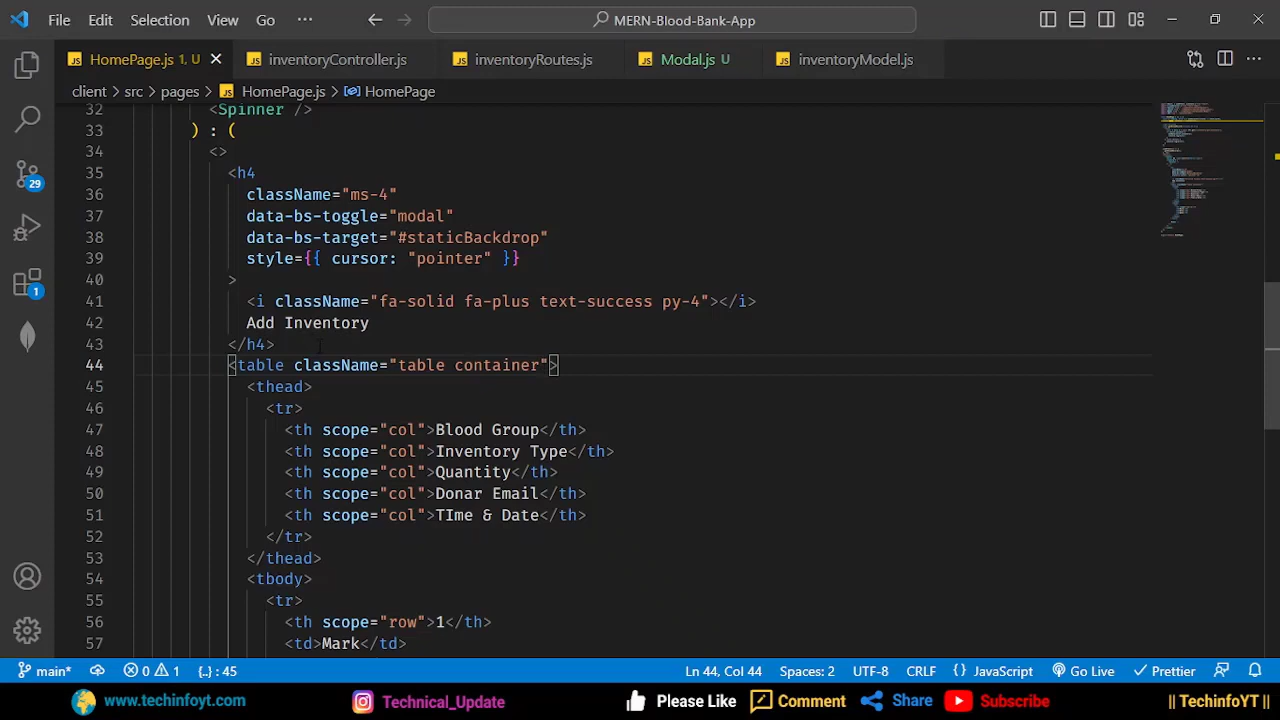 File Edit Selection View Go ··· MERN-Blood-Bank-App
HomePage.js 1, U inventoryController.js inventoryRoutes.js Modal.js U inventoryModel.js
client > src > pages > HomePage.js > HomePage
32 <Spinner />
33 ) : (
34 <>
35 <h4
36 className="ms-4"
37 data-bs-toggle="modal"
38 data-bs-target="#staticBackdrop"
39 style={{ cursor: "pointer" }}
40 >
41 <i className="fa-solid fa-plus text-success py-4"></i>
42 Add Inventory
43 </h4>
44 <table className="table container">
45 <thead>
46 <tr>
47 <th scope="col">Blood Group</th>
48 <th scope="col">Inventory Type</th>
49 <th scope="col">Quantity</th>
50 <th scope="col">Donar Email</th>
51 <th scope="col">TIme & Date</th>
52 </tr>
53 </thead>
54 <tbody>
55 <tr>
56 <th scope="row">1</th>
57 <td>Mark</td>
29
1
main* 0 1 {..} : 45 Ln 44, Col 44 Spaces: 2 UTF-8 CRLF {} JavaScript Go Live Prettier
www.techinfoyt.com Technical_Update Please Like Comment Share Subscribe || TechinfoYT ||